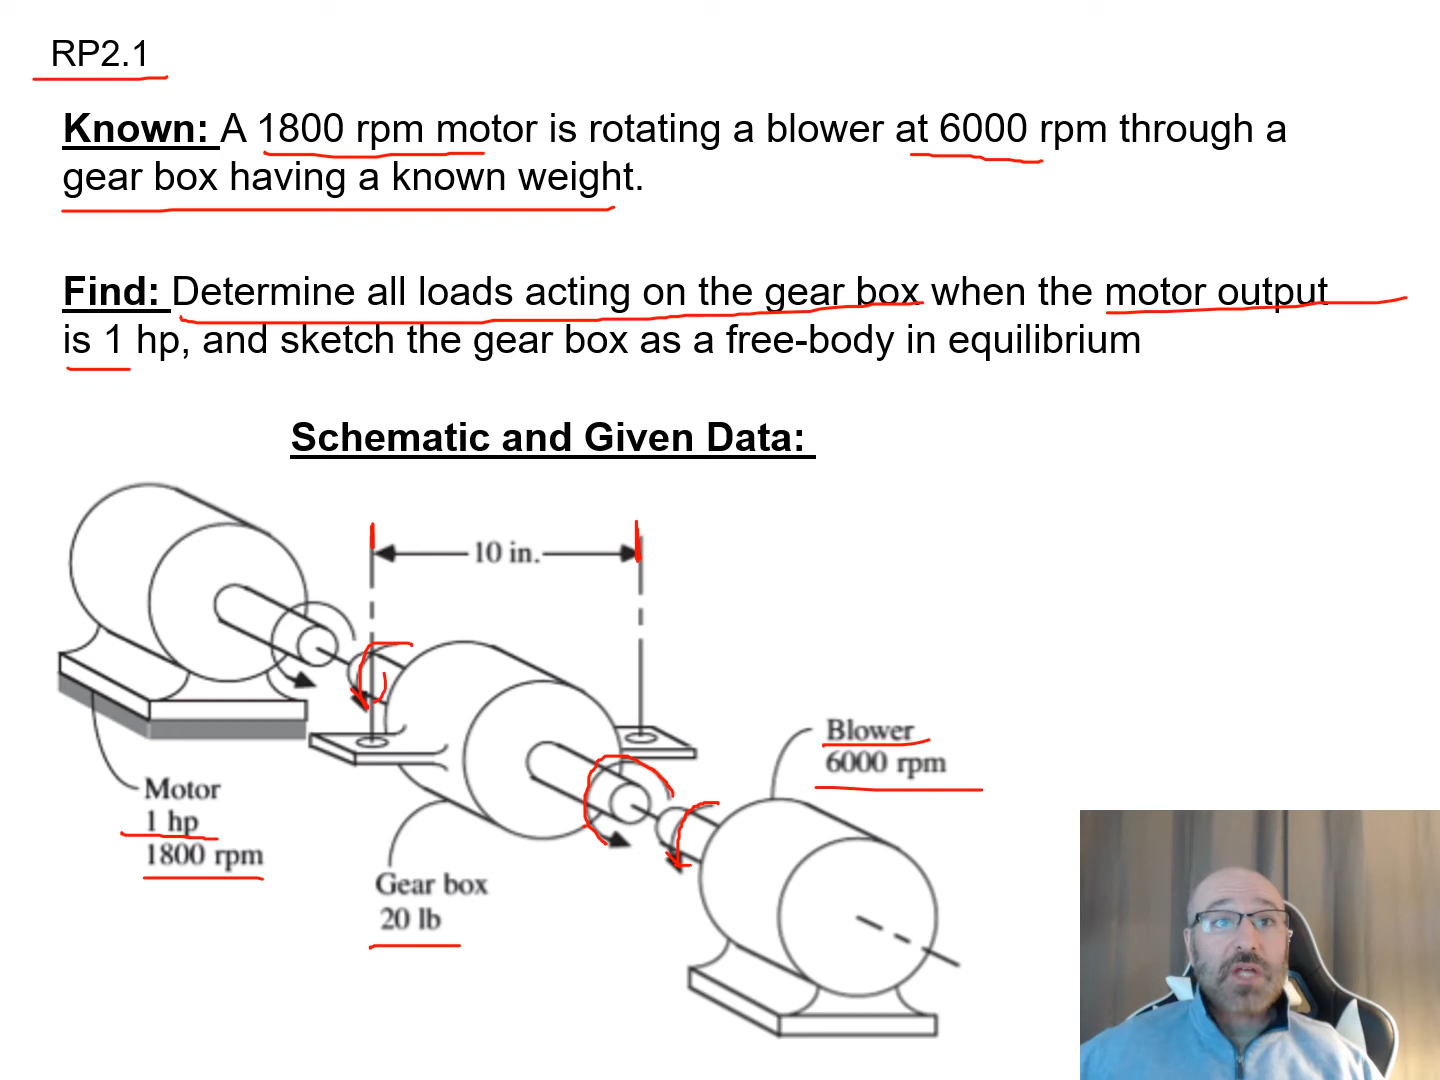 RP2.1
Known: A 1800 rpm motor is rotating a blower at 6000 rpm through a
gear box having a known weight.
Find: Determine all loads acting on the gear box when the motor output
is 1 hp, and sketch the gear box as a free-body in equilibrium
Schematic and Given Data:
10 in.
Blower
6000 rpm
Motor
1 hp
1800 rpm
Gear box
20 lb